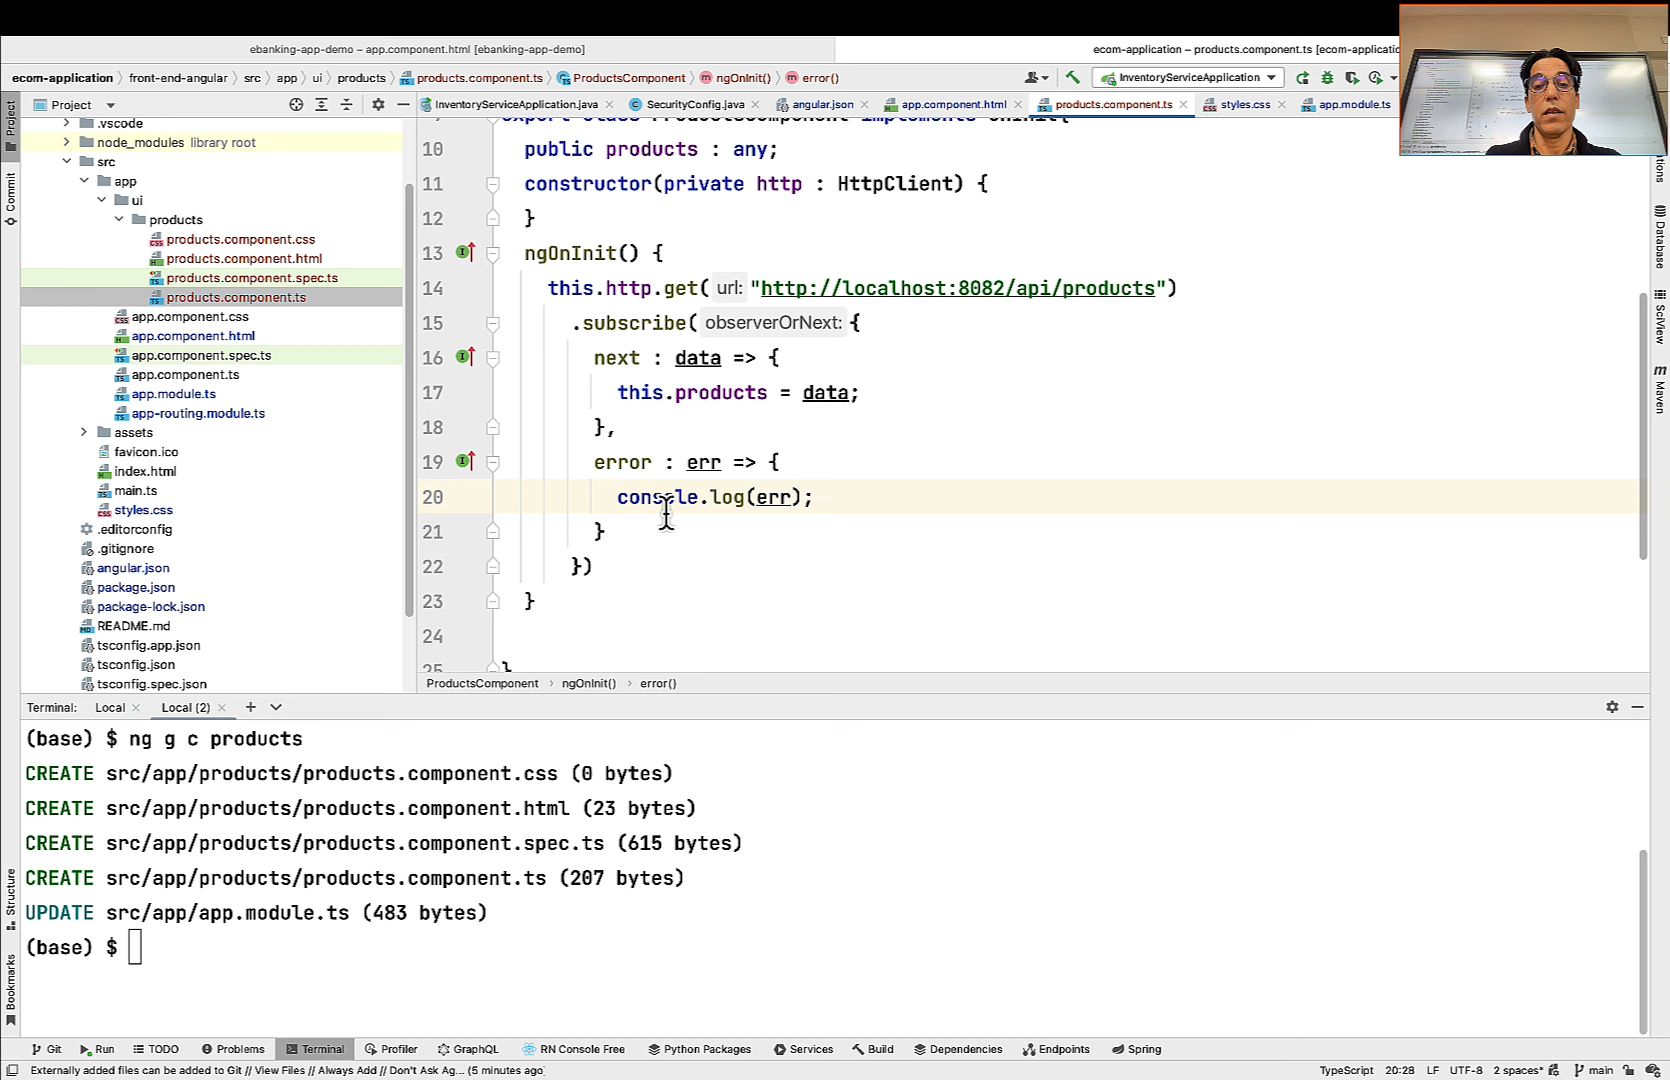 ebanking-app-demo – app.component.html [ebanking-app-demo]
ecom-application – products.component.ts [ecom-applicatio
ecom-application
front-end-angular
src
app
ui
products
products.component.ts
ProductsComponent
ngOnInit()
error()
InventoryServiceApplication
Project
InventoryServiceApplication.java
SecurityConfig.java
angular.json
app.component.html
products.component.ts
styles.css
app.module.ts
Project
Commit
Structure
Bookmarks
.vscode
node_modules library root
src
app
ui
products
products.component.css
products.component.html
products.component.spec.ts
products.component.ts
app.component.css
app.component.html
app.component.spec.ts
app.component.ts
app.module.ts
app-routing.module.ts
assets
favicon.ico
index.html
main.ts
styles.css
.editorconfig
.gitignore
angular.json
package.json
package-lock.json
README.md
tsconfig.app.json
tsconfig.json
tsconfig.spec.json
export class ProductsComponent implements OnInit{
10 public products : any;
11 constructor(private http : HttpClient) {
12 }
13 ngOnInit() {
14 this.http.get( url: "http://localhost:8082/api/products")
15 .subscribe( observerOrNext: {
16 next : data => {
17 this.products = data;
18 },
19 error : err => {
20 console.log(err);
21 }
22 })
23 }
24
25 }
ProductsComponent
ngOnInit()
error()
Database
SciView
Maven
Terminal:
Local
Local (2)
(base) $ ng g c products
CREATE src/app/products/products.component.css (0 bytes)
CREATE src/app/products/products.component.html (23 bytes)
CREATE src/app/products/products.component.spec.ts (615 bytes)
CREATE src/app/products/products.component.ts (207 bytes)
UPDATE src/app/app.module.ts (483 bytes)
(base) $
Git
Run
TODO
Problems
Terminal
Profiler
GraphQL
RN Console Free
Python Packages
Services
Build
Dependencies
Endpoints
Spring
Externally added files can be added to Git // View Files // Always Add // Don't Ask Ag... (5 minutes ago)
TypeScript
20:28
LF
UTF-8
2 spaces*
main